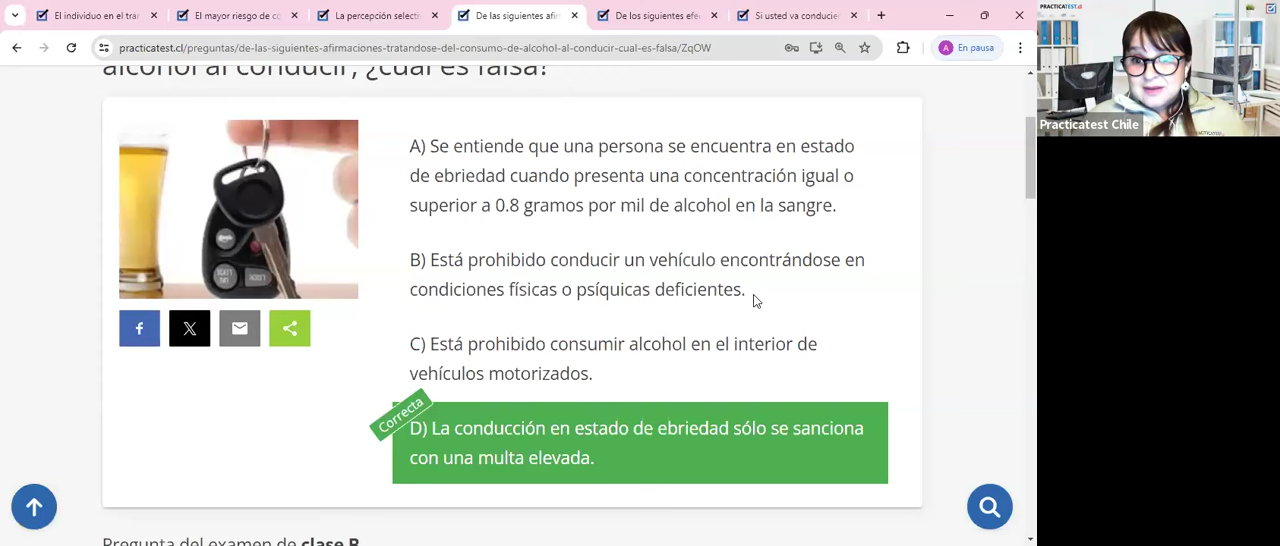 El individuo en el tra
El mayor riesgo de co
La percepción selecti
De las siguientes afirm
De los siguientes efec
Si usted va conducien
practicatest.cl/preguntas/de-las-siguientes-afirmaciones-tratandose-del-consumo-de-alcohol-al-conducir-cual-es-falsa/ZqOW
A
En pausa
PRACTICATEST.cl
Practicatest Chile
alcohol al conducir, ¿cuál es falsa?
A) Se entiende que una persona se encuentra en estado
de ebriedad cuando presenta una concentración igual o
superior a 0.8 gramos por mil de alcohol en la sangre.
B) Está prohibido conducir un vehículo encontrándose en
condiciones físicas o psíquicas deficientes.
C) Está prohibido consumir alcohol en el interior de
vehículos motorizados.
Correcta
D) La conducción en estado de ebriedad sólo se sanciona
con una multa elevada.
Pregunta del examen de clase B